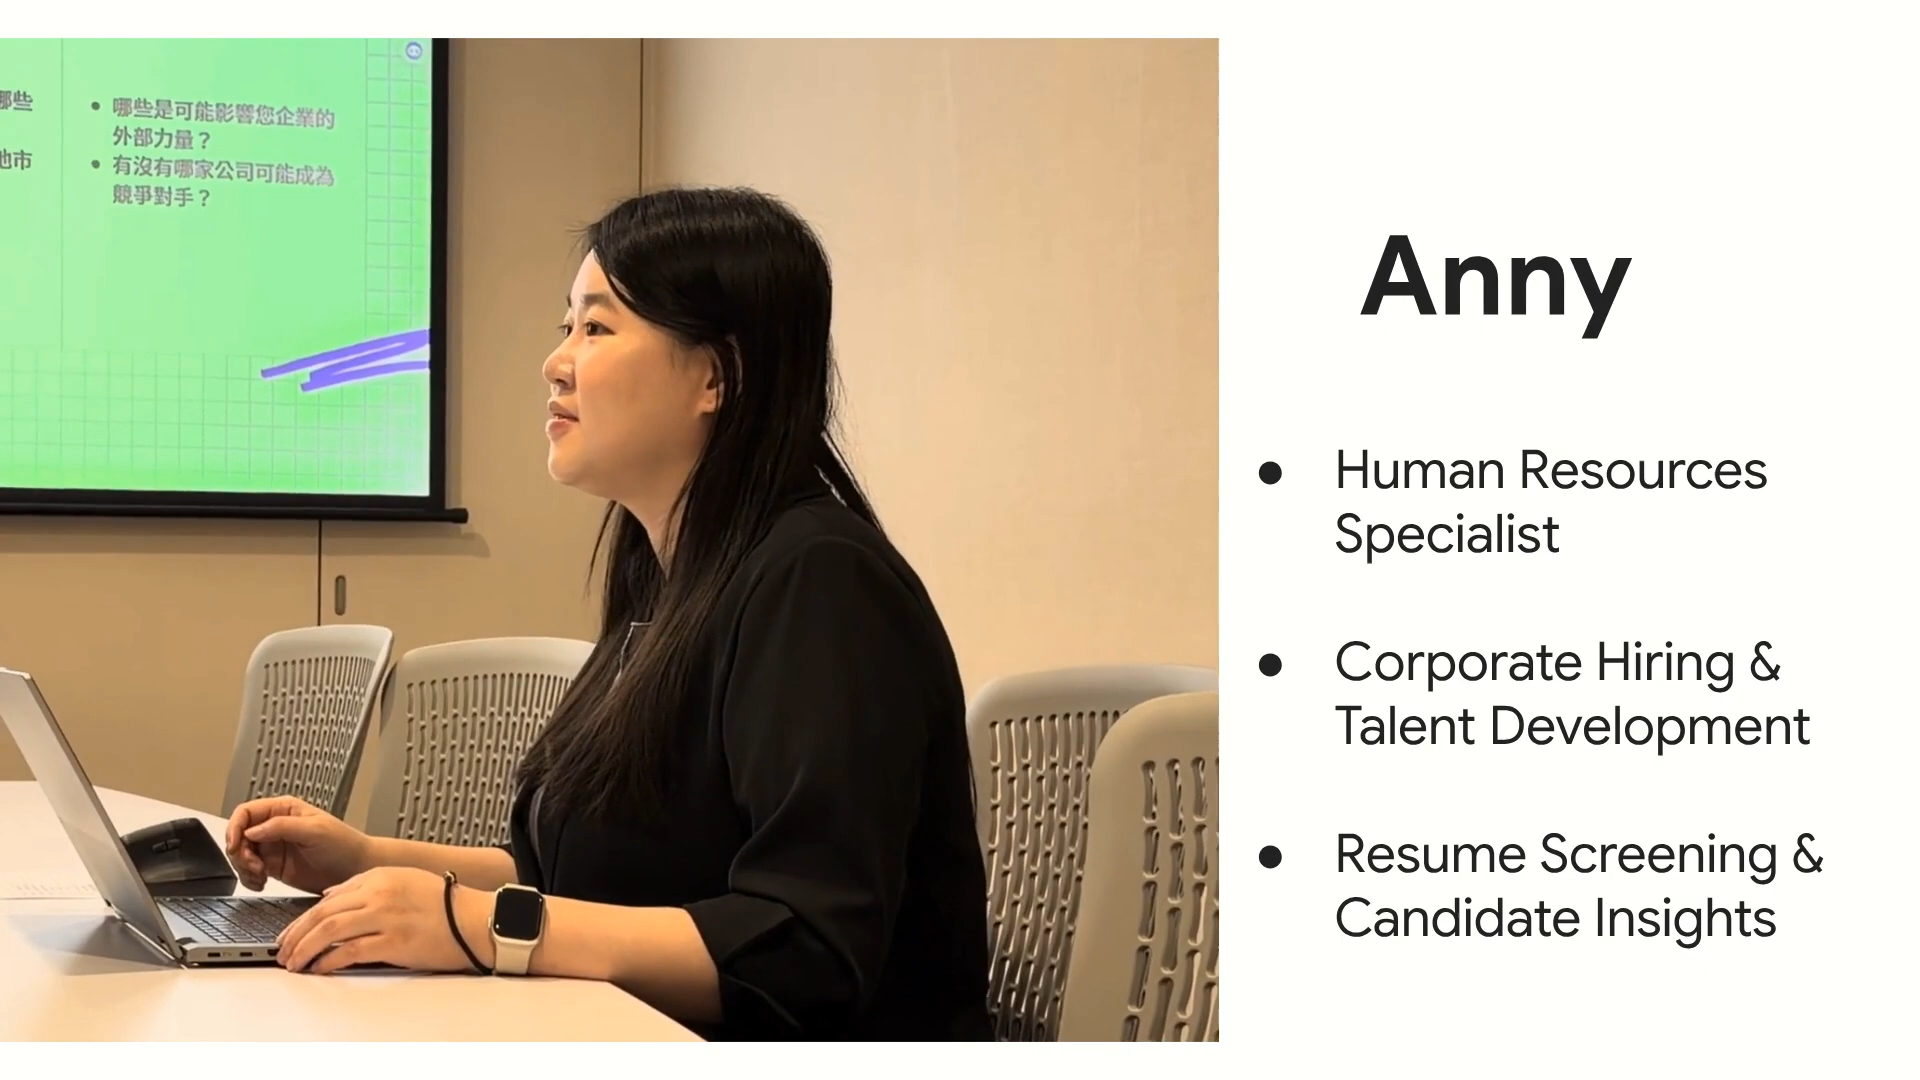 哪些
地市
哪些是可能影響您企業的
外部力量？
有沒有哪家公司可能成為
競爭對手？
Anny
Human Resources
Specialist
Corporate Hiring &
Talent Development
Resume Screening &
Candidate Insights